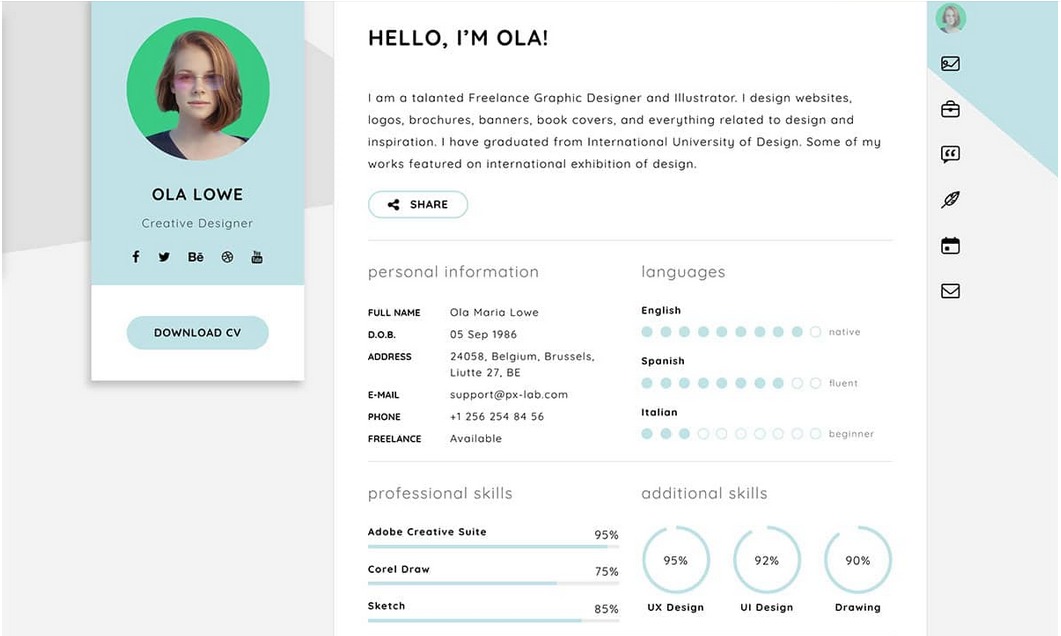 OLA LOWE
Creative Designer
Bē
You
Tube
DOWNLOAD CV
HELLO, I'M OLA!
I am a talanted Freelance Graphic Designer and Illustrator. I design websites,
logos, brochures, banners, book covers, and everything related to design and
inspiration. I have graduated from International University of Design. Some of my
works featured on international exhibition of design.
SHARE
personal information
FULL NAME Ola Maria Lowe
D.O.B. 05 Sep 1986
ADDRESS 24058, Belgium, Brussels,
Liutte 27, BE
E-MAIL support@px-lab.com
PHONE +1 256 254 84 56
FREELANCE Available
languages
English
native
Spanish
fluent
Italian
beginner
professional skills
Adobe Creative Suite 95%
Corel Draw 75%
Sketch 85%
additional skills
95% 92% 90%
UX Design UI Design Drawing